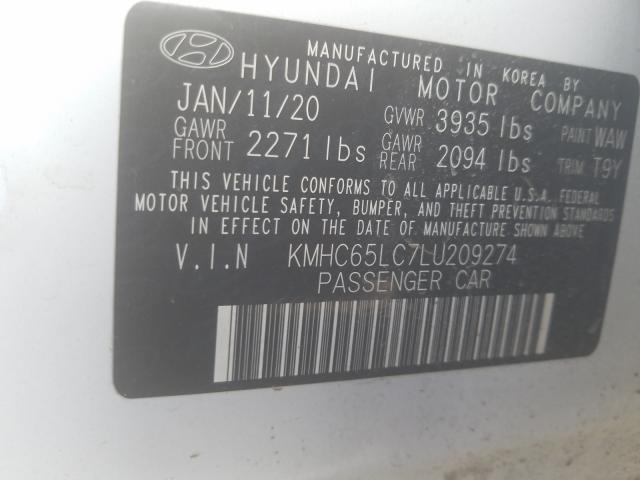 MANUFACTURED IN KOREA BY
HYUNDAI MOTOR COMPANY
JAN/11/20 GVWR 3935 lbs PAINT WAW
GAWR FRONT 2271 lbs GAWR REAR 2094 lbs TRIM T9Y
THIS VEHICLE CONFORMS TO ALL APPLICABLE U.S.A. FEDERAL
MOTOR VEHICLE SAFETY, BUMPER, AND THEFT PREVENTION STANDARDS
IN EFFECT ON THE DATE OF MANUFACTURE SHOWN ABOVE.
V.I.N KMHC65LC7LU209274
PASSENGER CAR